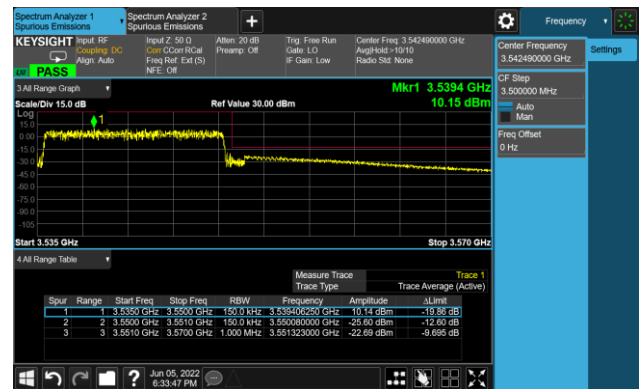 Spectrum Analyzer 1
Spurious Emissions
Spectrum Analyzer 2
Spurious Emissions
Frequency
KEYSIGHT
Input: RF
Coupling: DC
Align: Auto
Input Z: 50 Ω
Corr CCorr RCal
Freq Ref: Ext (S)
NFE: Off
Atten: 20 dB
Preamp: Off
Trig: Free Run
Gate: LO
IF Gain: Low
Center Freq: 3.542490000 GHz
Avg|Hold:>10/10
Radio Std: None
PASS
Center Frequency
3.542490000 GHz
Settings
CF Step
3.500000 MHz
Auto
Man
Freq Offset
0 Hz
3 All Range Graph
Mkr1 3.5394 GHz
Scale/Div 15.0 dB
Ref Value 30.00 dBm
10.15 dBm
Log
15.0
0.00
-15.0
-30.0
-45.0
-60.0
-75.0
-90.0
-105
1
Start 3.535 GHz
Stop 3.570 GHz
4 All Range Table
Measure Trace Trace 1
Trace Type Trace Average (Active)
Spur Range Start Freq Stop Freq RBW Frequency Amplitude ΔLimit
1 1 3.5350 GHz 3.5500 GHz 150.0 kHz 3.539406250 GHz 10.14 dBm -19.86 dB
2 2 3.5500 GHz 3.5510 GHz 150.0 kHz 3.550080000 GHz -25.60 dBm -12.60 dB
3 3 3.5510 GHz 3.5700 GHz 1.000 MHz 3.551323000 GHz -22.69 dBm -9.695 dB
Jun 05, 2022
6:33:47 PM